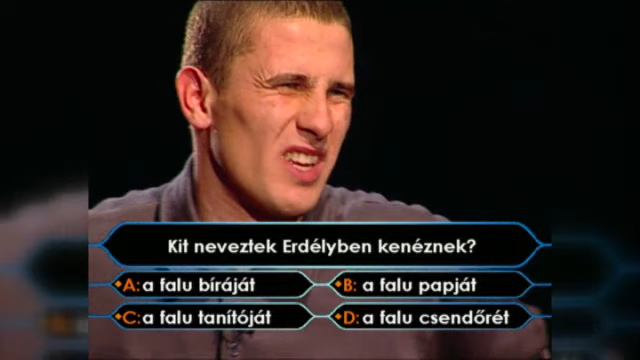 Kit neveztek Erdélyben kenéznek?
A: a falu bíráját
B: a falu papját
C: a falu tanítóját
D: a falu csendőrét